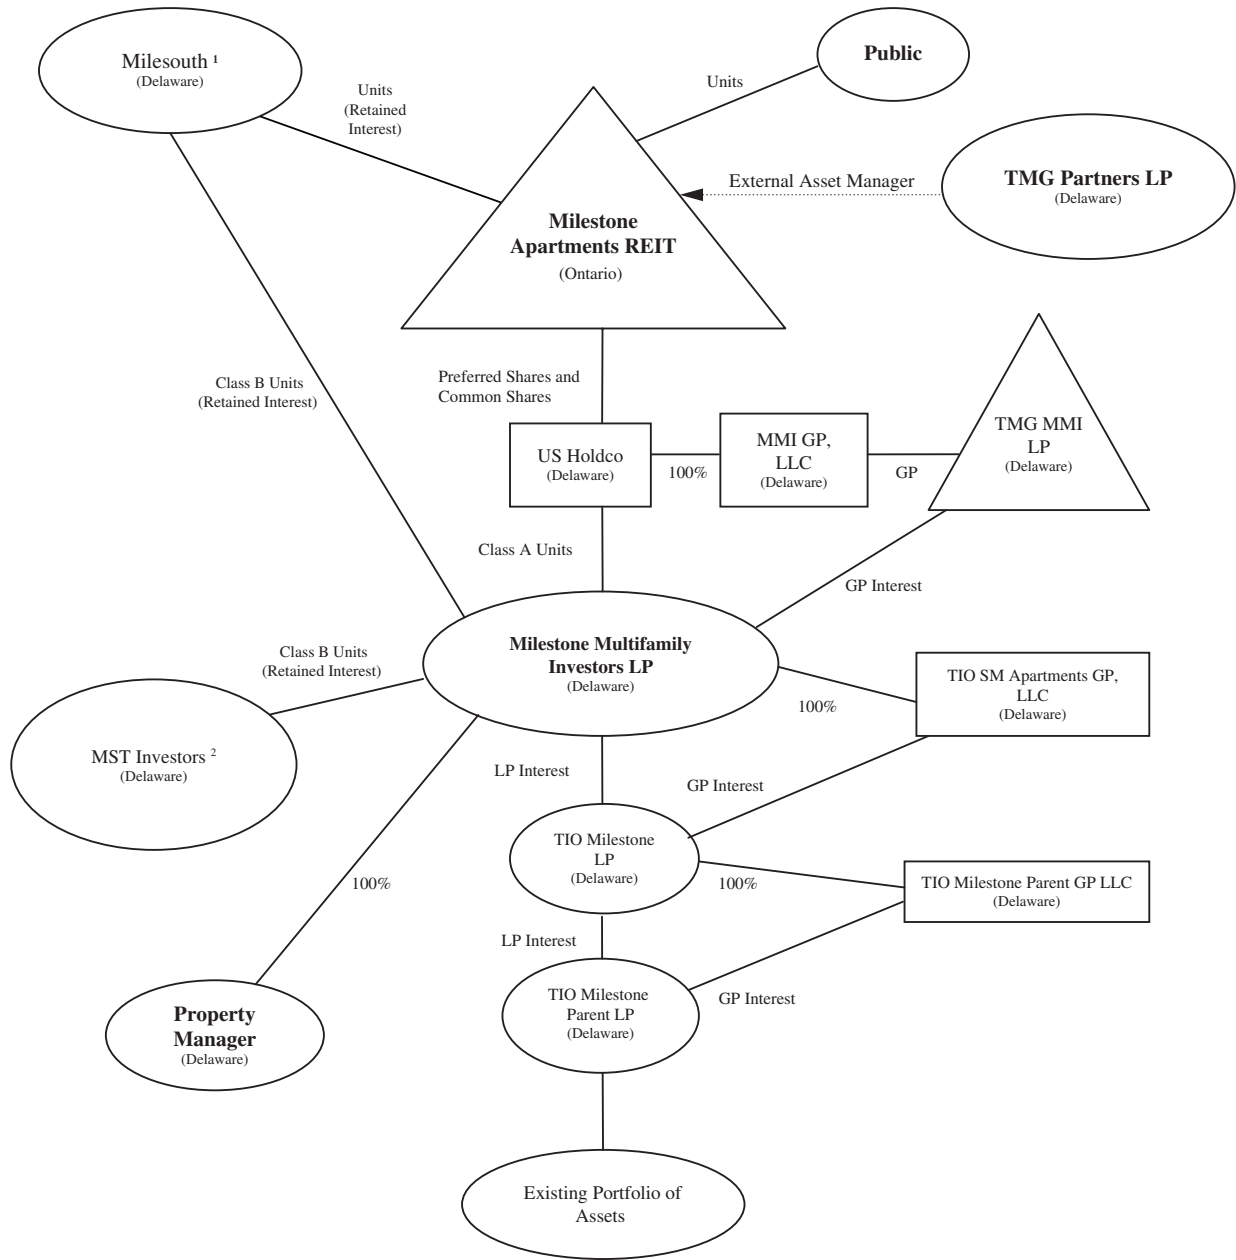 Milesouth ¹
(Delaware)
Units
(Retained
Interest)
Units
Public
External Asset Manager
TMG Partners LP
(Delaware)
Milestone
Apartments REIT
(Ontario)
Class B Units
(Retained Interest)
Preferred Shares and
Common Shares
US Holdco
(Delaware)
100%
MMI GP,
LLC
(Delaware)
GP
TMG MMI
LP
(Delaware)
Class A Units
GP Interest
Class B Units
(Retained Interest)
Milestone Multifamily
Investors LP
(Delaware)
100%
TIO SM Apartments GP,
LLC
(Delaware)
MST Investors ²
(Delaware)
LP Interest
GP Interest
TIO Milestone
LP
(Delaware)
100%
100%
TIO Milestone Parent GP LLC
(Delaware)
LP Interest
GP Interest
TIO Milestone
Parent LP
(Delaware)
Property
Manager
(Delaware)
Existing Portfolio of
Assets